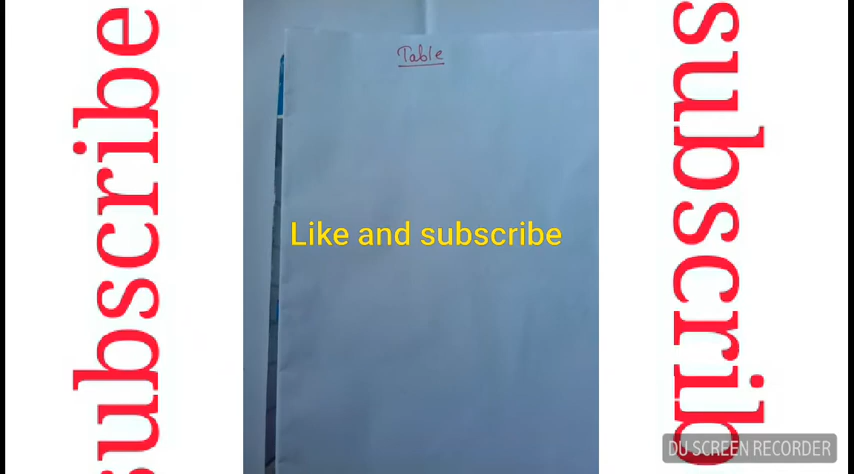 subscribe
Table
Like and subscribe
subscrib
DU SCREEN RECORDER